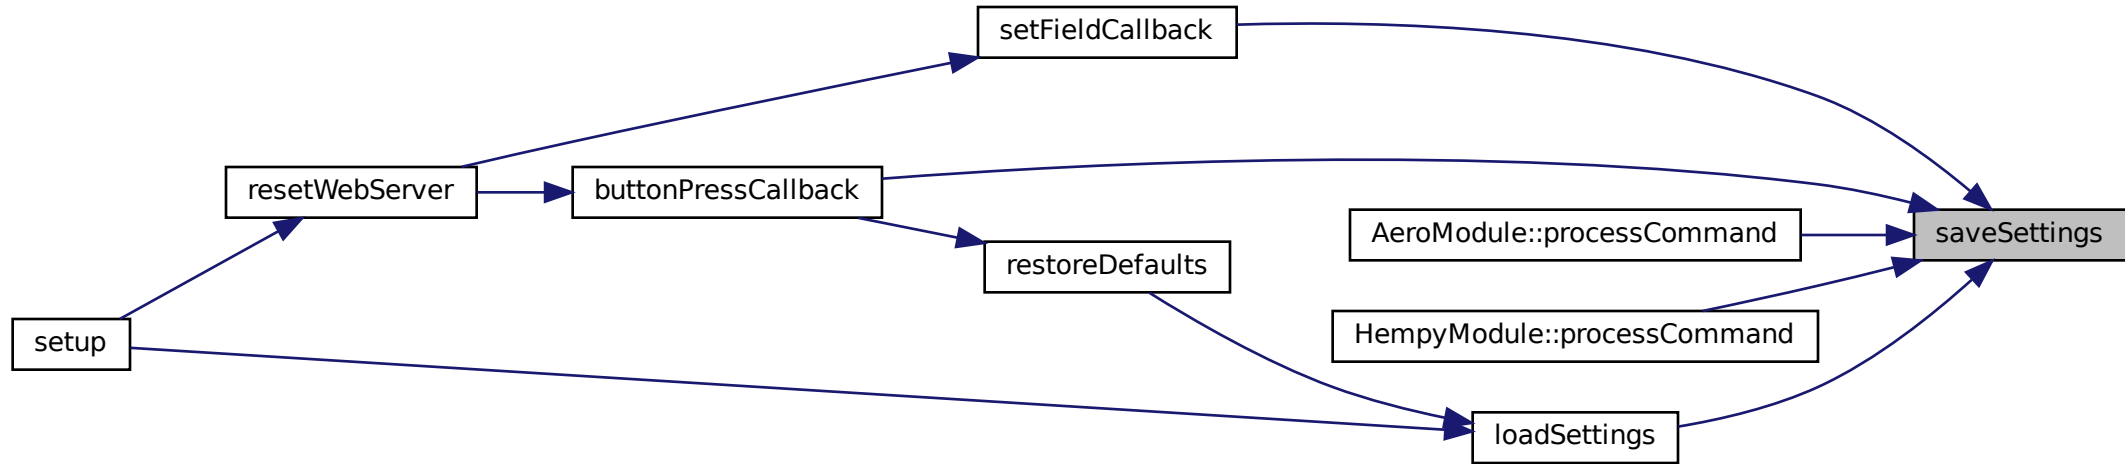 setFieldCallback
resetWebServer
buttonPressCallback
AeroModule::processCommand
saveSettings
restoreDefaults
HempyModule::processCommand
setup
loadSettings